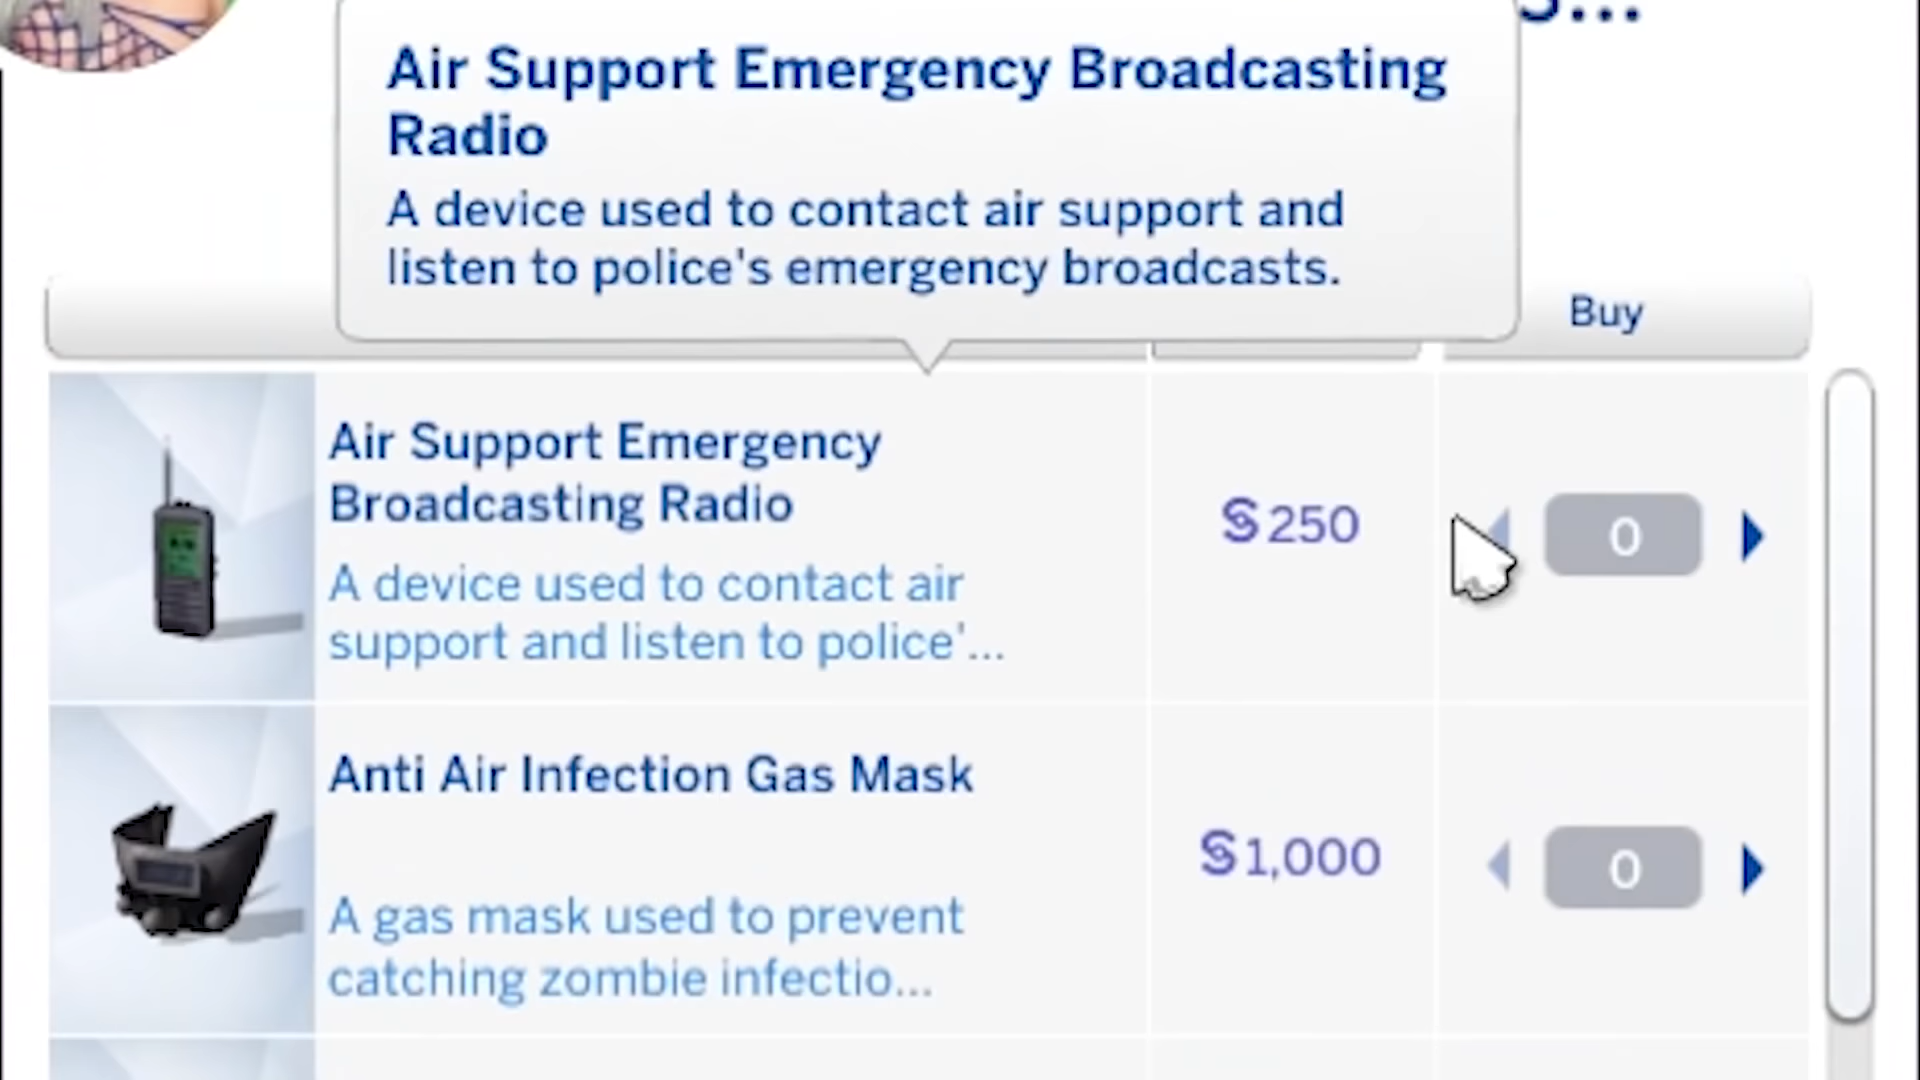 Air Support Emergency Broadcasting
Radio
A device used to contact air support and
listen to police's emergency broadcasts.
Buy
Air Support Emergency
Broadcasting Radio
A device used to contact air
support and listen to police'...
250
0
Anti Air Infection Gas Mask
A gas mask used to prevent
catching zombie infectio...
1,000
0